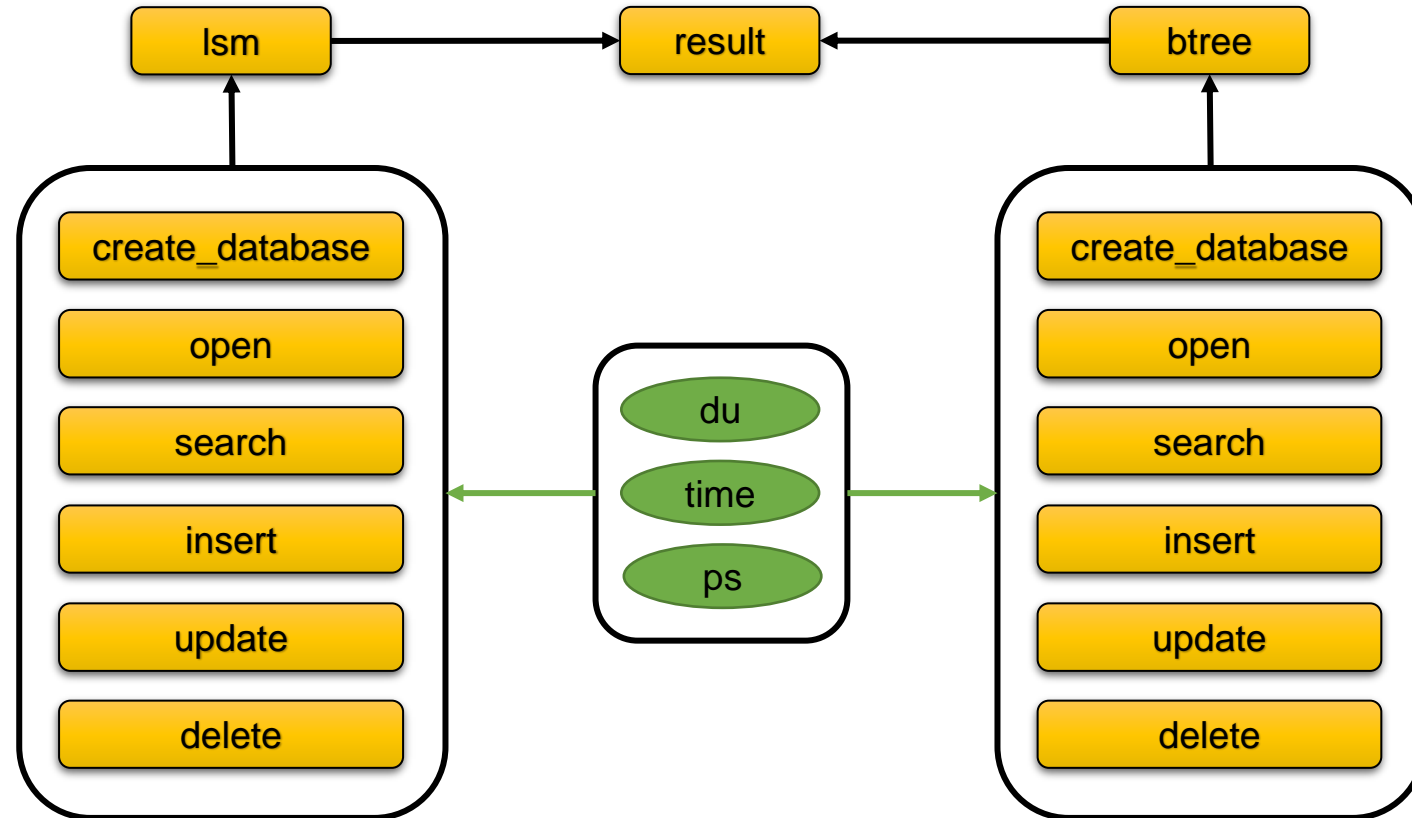 lsm
result
btree
create_database
open
search
insert
update
delete
du
time
ps
create_database
open
search
insert
update
delete